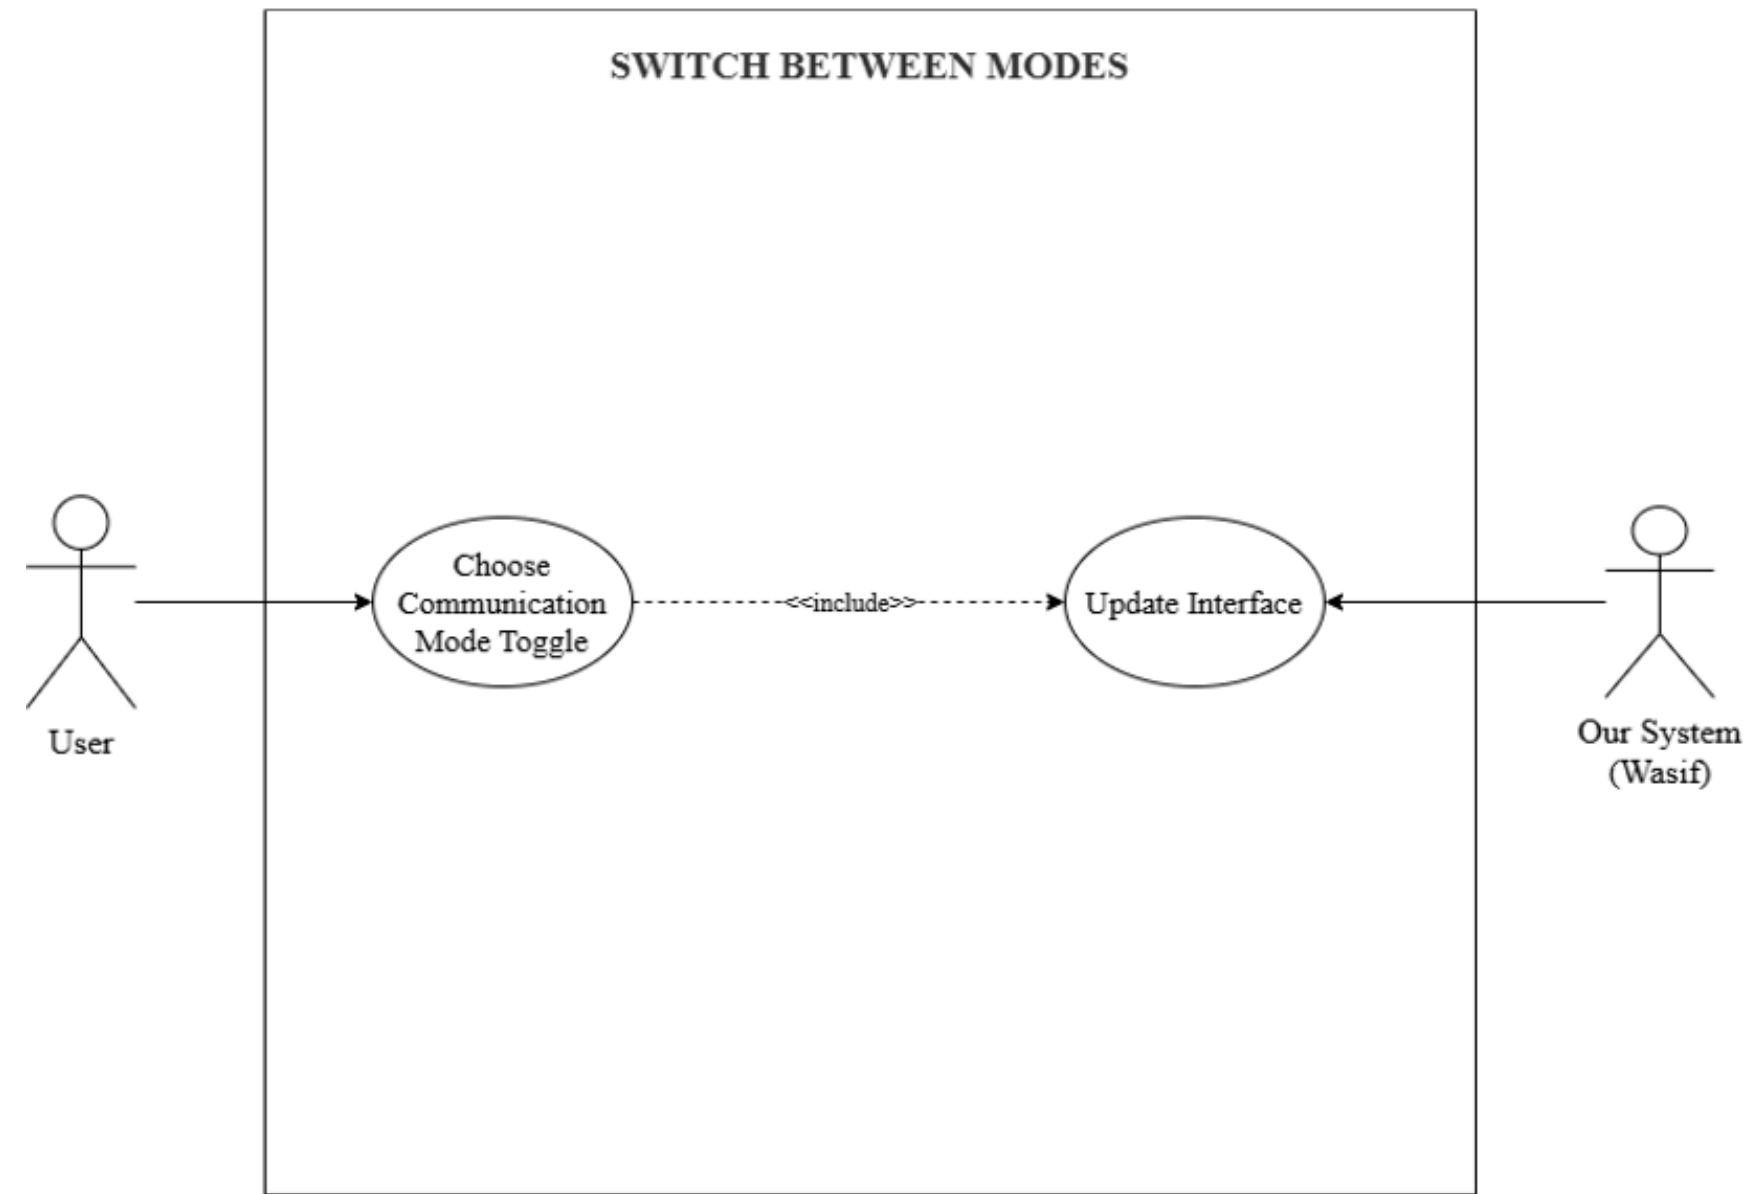 SWITCH BETWEEN MODES
Choose
Communication
Mode Toggle
<<include>>
Update Interface
User
Our System
(Wasif)